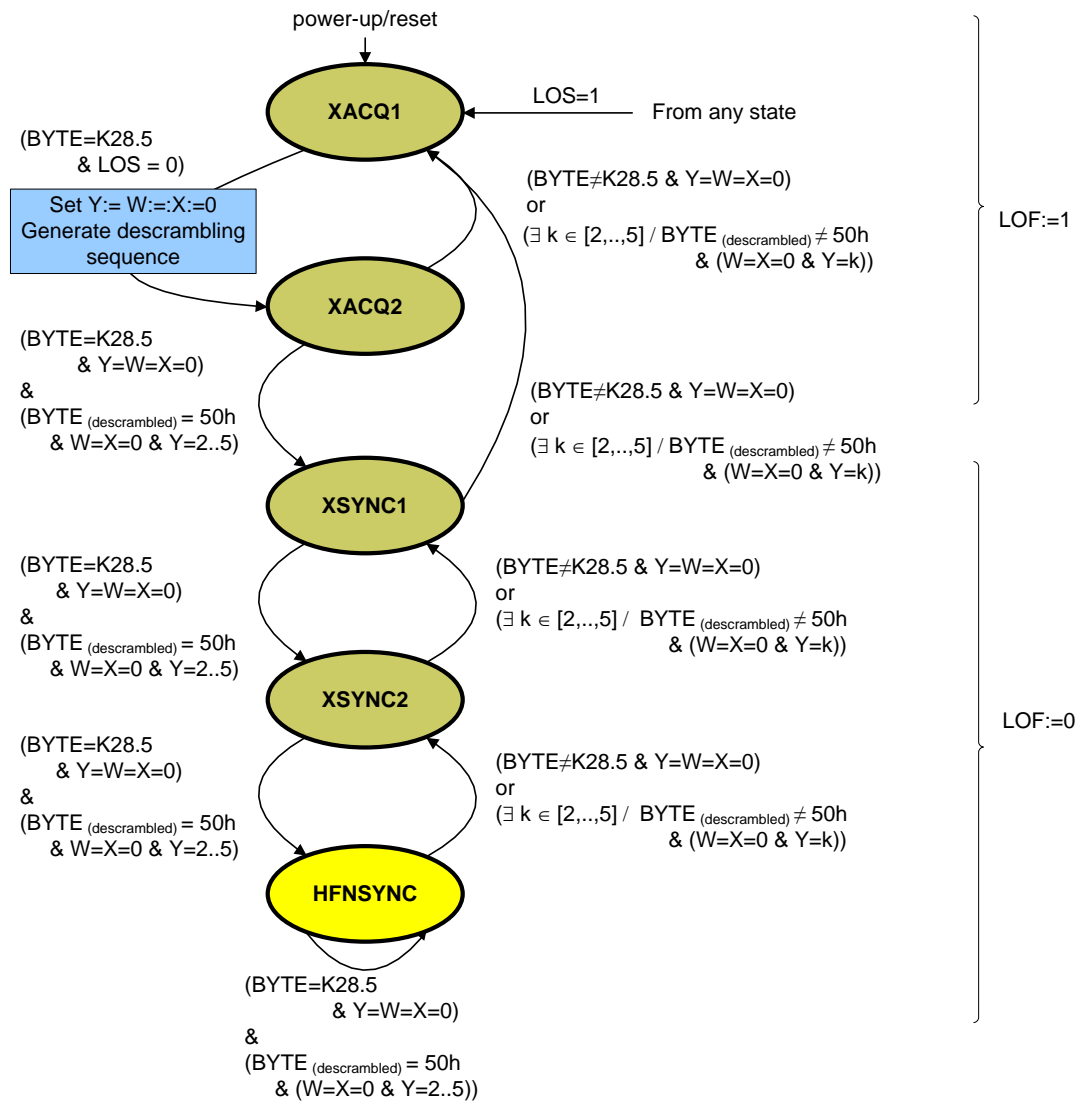 power-up/reset
XACQ1
LOS=1
From any state
(BYTE=K28.5
& LOS = 0)
Set Y:= W:=:X:=0
Generate descrambling
sequence
(BYTE≠K28.5 & Y=W=X=0)
or
(∃ k ∈ [2,..,5] / BYTE (descrambled) ≠ 50h
& (W=X=0 & Y=k))
LOF:=1
XACQ2
(BYTE=K28.5
& Y=W=X=0)
&
(BYTE (descrambled) = 50h
& W=X=0 & Y=2..5)
(BYTE≠K28.5 & Y=W=X=0)
or
(∃ k ∈ [2,..,5] / BYTE (descrambled) ≠ 50h
& (W=X=0 & Y=k))
XSYNC1
(BYTE=K28.5
& Y=W=X=0)
&
(BYTE (descrambled) = 50h
& W=X=0 & Y=2..5)
(BYTE≠K28.5 & Y=W=X=0)
or
(∃ k ∈ [2,..,5] / BYTE (descrambled) ≠ 50h
& (W=X=0 & Y=k))
XSYNC2
LOF:=0
(BYTE=K28.5
& Y=W=X=0)
&
(BYTE (descrambled) = 50h
& W=X=0 & Y=2..5)
(BYTE≠K28.5 & Y=W=X=0)
or
(∃ k ∈ [2,..,5] / BYTE (descrambled) ≠ 50h
& (W=X=0 & Y=k))
HFNSYNC
(BYTE=K28.5
& Y=W=X=0)
&
(BYTE (descrambled) = 50h
& (W=X=0 & Y=2..5))